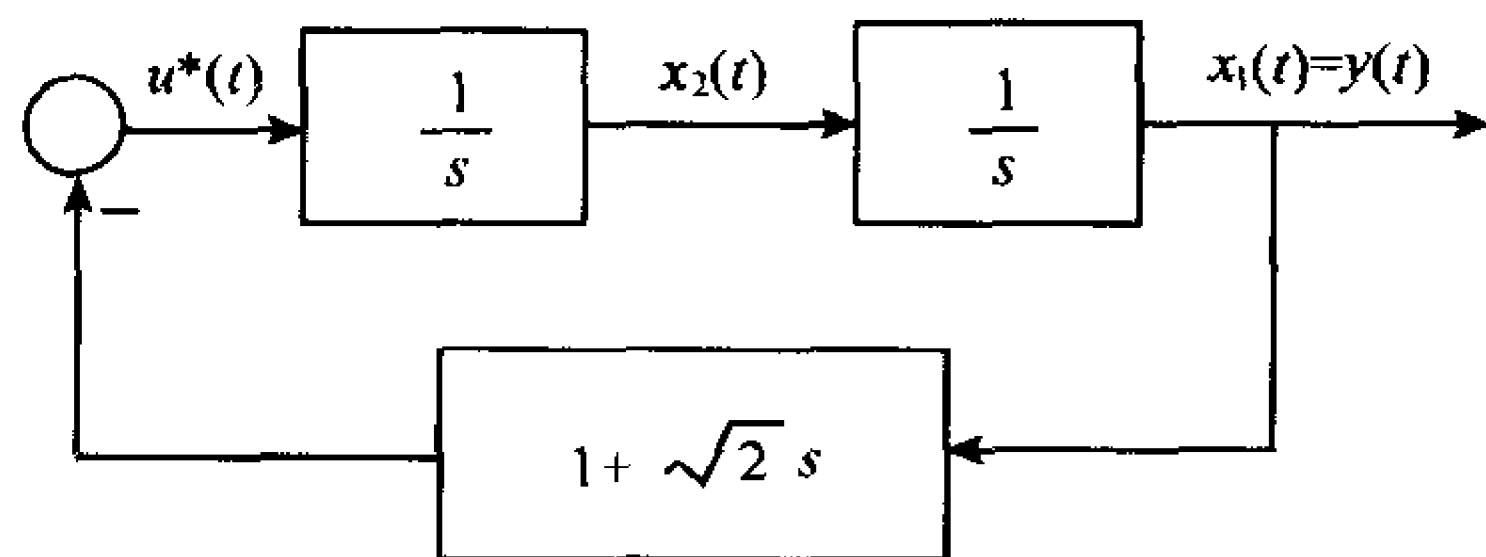 u*(t)
1
s
x₂(t)
1
s
x₁(t)=y(t)
−
1+ √2 s